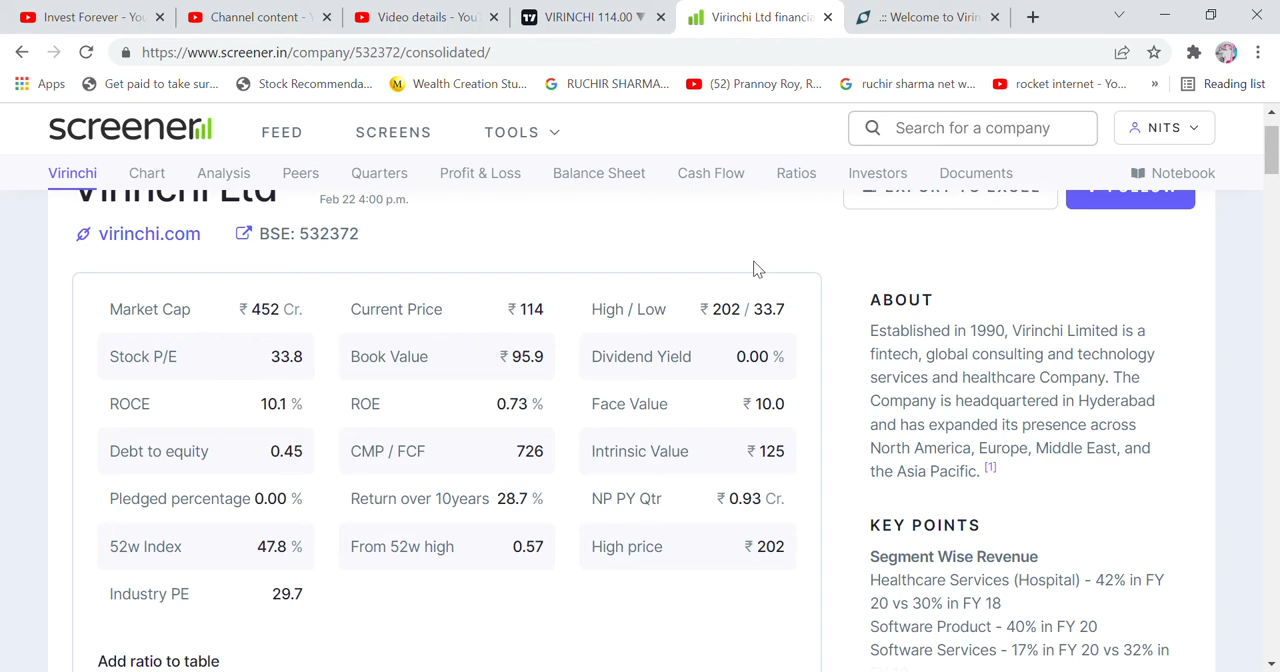 Invest Forever - You
Channel content -
Video details - You
VIRINCHI 114.00 ▼
Virinchi Ltd financia
.:: Welcome to Virin
https://www.screener.in/company/532372/consolidated/
Apps
Get paid to take sur...
Stock Recommenda...
Wealth Creation Stu...
RUCHIR SHARMA...
(52) Prannoy Roy, R...
ruchir sharma net w...
rocket internet - Yo...
»
Reading list
screener
FEED
SCREENS
TOOLS
Search for a company
NITS
Virinchi
Chart
Analysis
Peers
Quarters
Profit & Loss
Balance Sheet
Cash Flow
Ratios
Investors
Documents
Notebook
Virinchi Ltd
Feb 22 4:00 p.m.
EXPORT TO EXCEL
FOLLOW
virinchi.com
BSE: 532372
Market Cap ₹ 452 Cr.
Current Price ₹ 114
High / Low ₹ 202 / 33.7
Stock P/E 33.8
Book Value ₹ 95.9
Dividend Yield 0.00 %
ROCE 10.1 %
ROE 0.73 %
Face Value ₹ 10.0
Debt to equity 0.45
CMP / FCF 726
Intrinsic Value ₹ 125
Pledged percentage 0.00 %
Return over 10years 28.7 %
NP PY Qtr ₹ 0.93 Cr.
52w Index 47.8 %
From 52w high 0.57
High price ₹ 202
Industry PE 29.7
Add ratio to table
ABOUT
Established in 1990, Virinchi Limited is a
fintech, global consulting and technology
services and healthcare Company. The
Company is headquartered in Hyderabad
and has expanded its presence across
North America, Europe, Middle East, and
the Asia Pacific. [1]
KEY POINTS
Segment Wise Revenue
Healthcare Services (Hospital) - 42% in FY
20 vs 30% in FY 18
Software Product - 40% in FY 20
Software Services - 17% in FY 20 vs 32% in